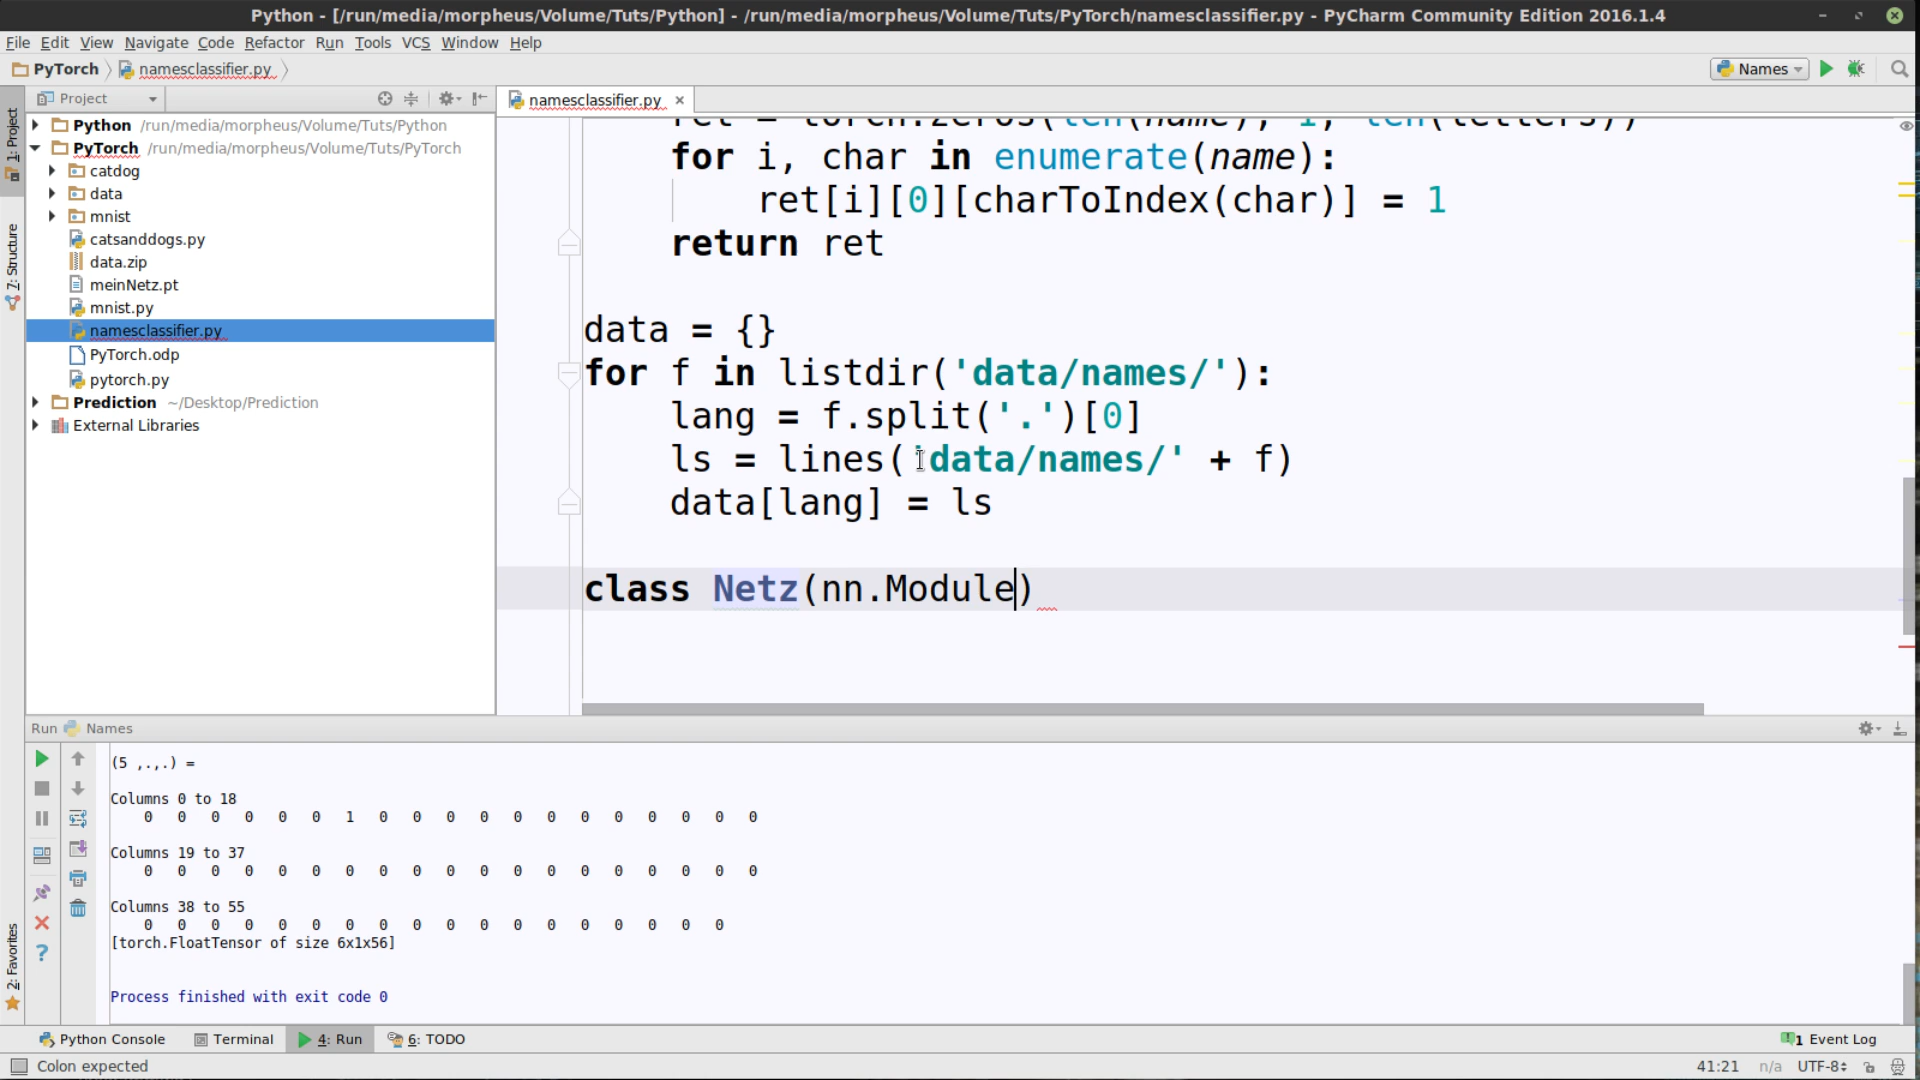 Python - [/run/media/morpheus/Volume/Tuts/Python] - /run/media/morpheus/Volume/Tuts/PyTorch/namesclassifier.py - PyCharm Community Edition 2016.1.4
File Edit View Navigate Code Refactor Run Tools VCS Window Help
PyTorch namesclassifier.py
Names
Project
namesclassifier.py
1: Project
7: Structure
2: Favorites
Python /run/media/morpheus/Volume/Tuts/Python
PyTorch /run/media/morpheus/Volume/Tuts/PyTorch
catdog
data
mnist
catsanddogs.py
data.zip
meinNetz.pt
mnist.py
namesclassifier.py
PyTorch.odp
pytorch.py
Prediction ~/Desktop/Prediction
External Libraries
ret = torch.zeros(len(name), 1, len(letters))
for i, char in enumerate(name):
ret[i][0][charToIndex(char)] = 1
return ret
data = {}
for f in listdir('data/names/'):
lang = f.split('.')[0]
ls = lines('data/names/' + f)
data[lang] = ls
class Netz(nn.Module)
Run Names
(5 ,.,.) =
Columns 0 to 18
0 0 0 0 0 0 1 0 0 0 0 0 0 0 0 0 0 0 0
Columns 19 to 37
0 0 0 0 0 0 0 0 0 0 0 0 0 0 0 0 0 0 0
Columns 38 to 55
0 0 0 0 0 0 0 0 0 0 0 0 0 0 0 0 0 0
[torch.FloatTensor of size 6x1x56]
Process finished with exit code 0
Python Console Terminal 4: Run 6: TODO 1 Event Log
Colon expected 41:21 n/a UTF-8